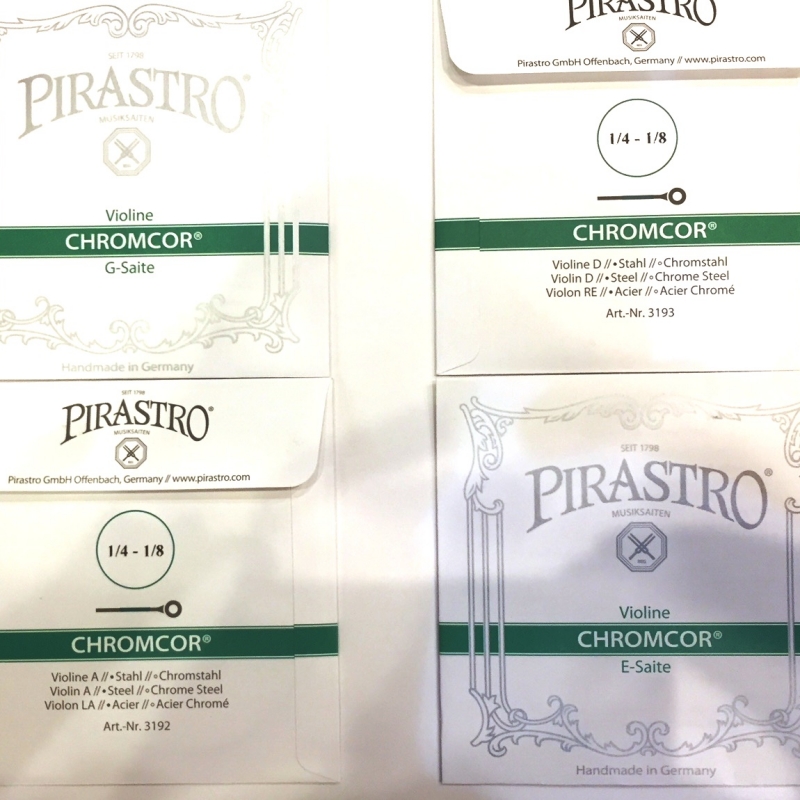 SEIT 1798
PIRASTRO®
MUSIKSAITEN
Violine
CHROMCOR®
G-Saite
Handmade in Germany
PIRASTRO
MUSIKSAITEN
Pirastro GmbH Offenbach, Germany // www.pirastro.com
1/4 - 1/8
CHROMCOR®
Violine D //•Stahl //∘Chromstahl
Violin D //•Steel //∘Chrome Steel
Violon RE //•Acier //∘Acier Chromé
Art.-Nr. 3193
SEIT 1798
PIRASTRO®
MUSIKSAITEN
Pirastro GmbH Offenbach, Germany // www.pirastro.com
1/4 - 1/8
CHROMCOR®
Violine A //•Stahl //∘Chromstahl
Violin A //•Steel //∘Chrome Steel
Violon LA //•Acier //∘Acier Chromé
Art.-Nr. 3192
SEIT 1798
PIRASTRO®
MUSIKSAITEN
Violine
CHROMCOR®
E-Saite
Handmade in Germany